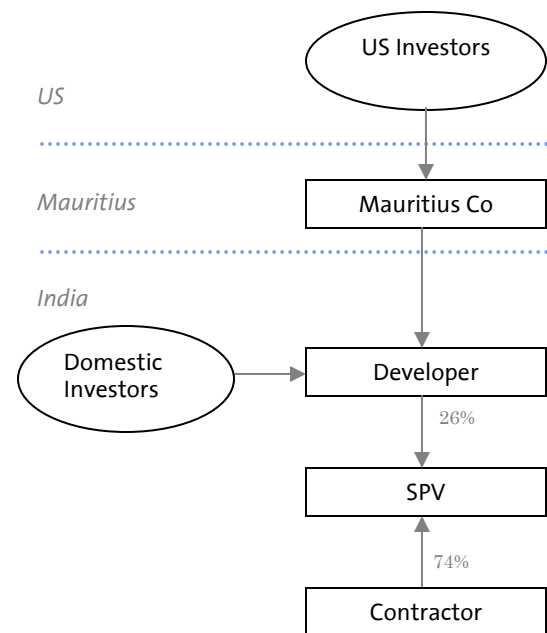 US Investors
US
Mauritius
Mauritius Co
India
Domestic
Investors
Developer
26%
SPV
74%
Contractor